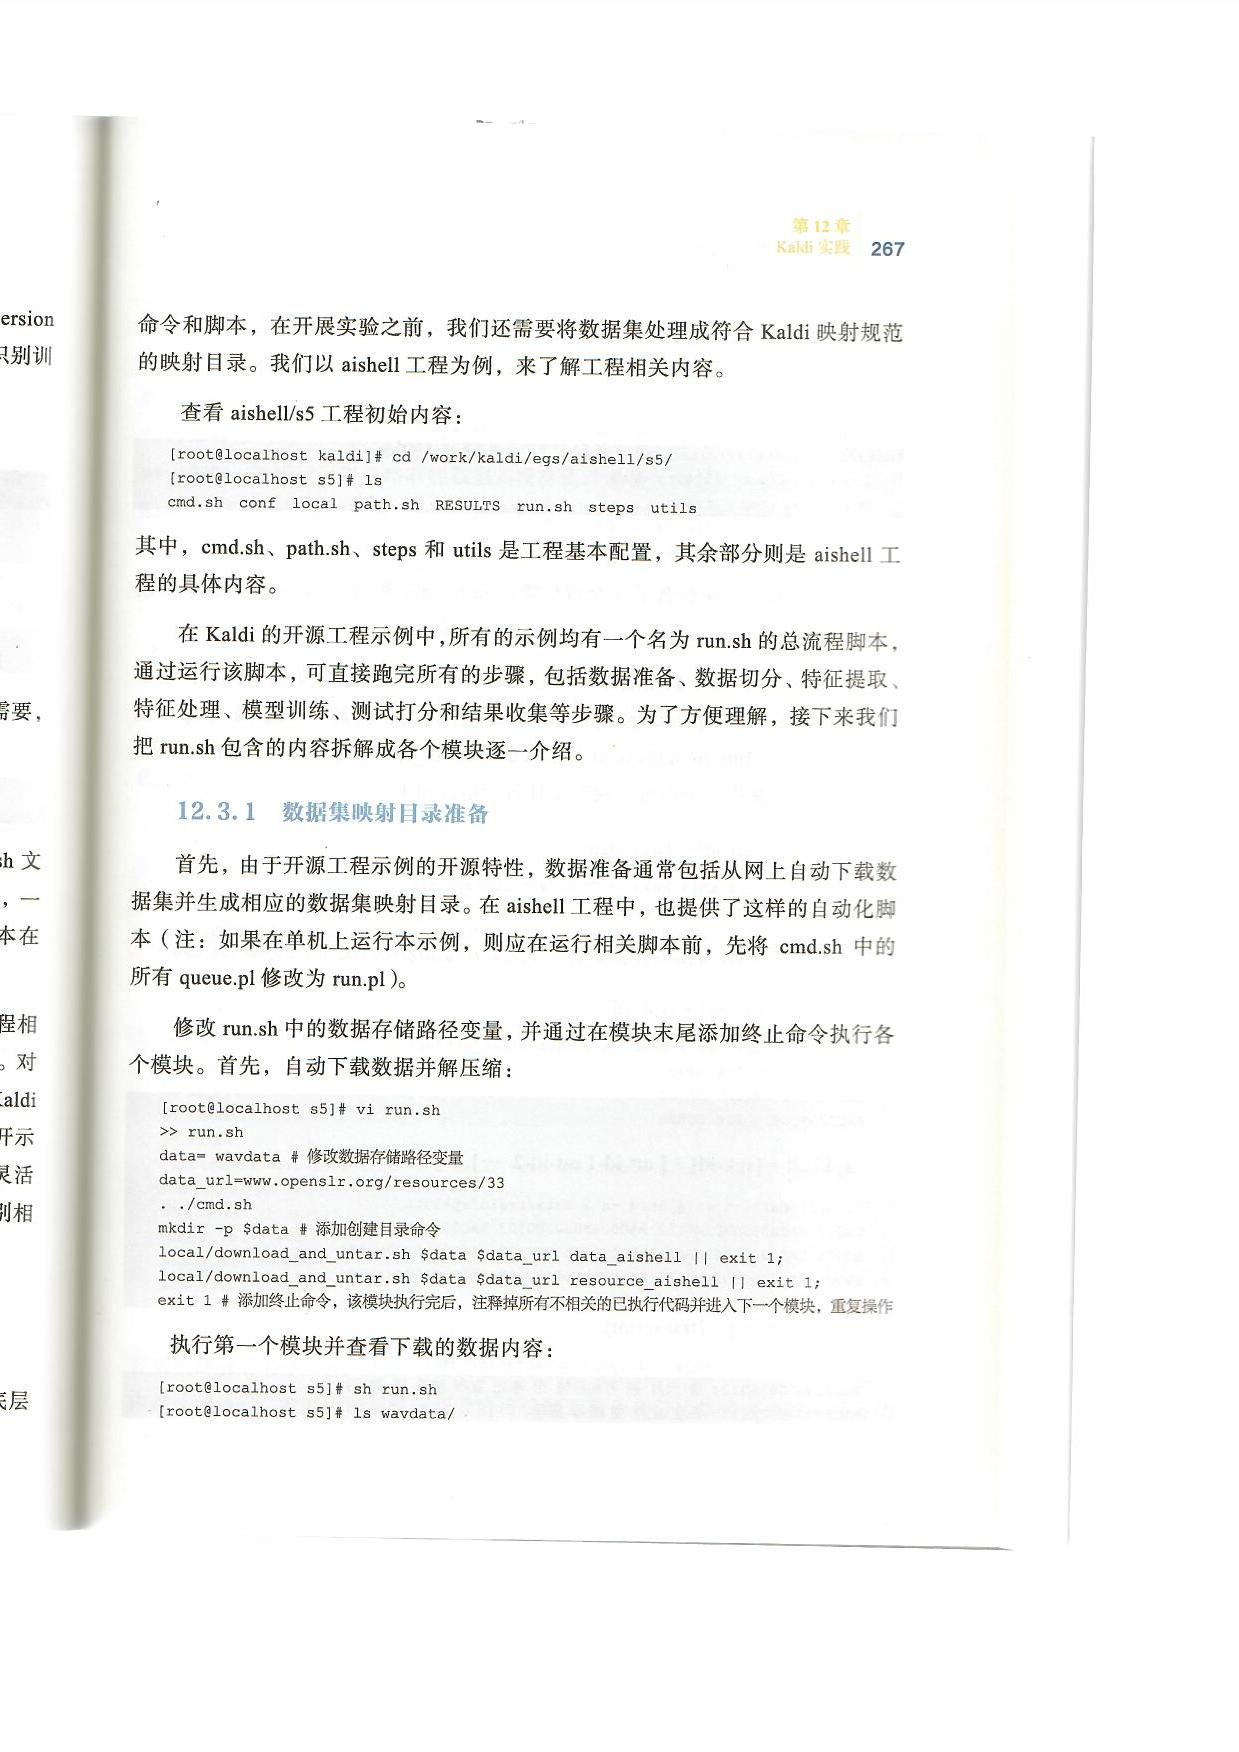 第12章
Kaldi 实践 267
命令和脚本，在开展实验之前，我们还需要将数据集处理成符合 Kaldi 映射规范
的映射目录。我们以 aishell 工程为例，来了解工程相关内容。
查看 aishell/s5 工程初始内容：
[root@localhost kaldi]# cd /work/kaldi/egs/aishell/s5/
[root@localhost s5]# ls
cmd.sh conf local path.sh RESULTS run.sh steps utils
其中，cmd.sh、path.sh、steps 和 utils 是工程基本配置，其余部分则是 aishell 工
程的具体内容。
在 Kaldi 的开源工程示例中，所有的示例均有一个名为 run.sh 的总流程脚本，
通过运行该脚本，可直接跑完所有的步骤，包括数据准备、数据切分、特征提取、
特征处理、模型训练、测试打分和结果收集等步骤。为了方便理解，接下来我们
把 run.sh 包含的内容拆解成各个模块逐一介绍。
12.3.1 数据集映射目录准备
首先，由于开源工程示例的开源特性，数据准备通常包括从网上自动下载数
据集并生成相应的数据集映射目录。在 aishell 工程中，也提供了这样的自动化脚
本（注：如果在单机上运行本示例，则应在运行相关脚本前，先将 cmd.sh 中的
所有 queue.pl 修改为 run.pl）。
修改 run.sh 中的数据存储路径变量，并通过在模块末尾添加终止命令执行各
个模块。首先，自动下载数据并解压缩：
[root@localhost s5]# vi run.sh
>> run.sh
data= wavdata # 修改数据存储路径变量
data_url=www.openslr.org/resources/33
. ./cmd.sh
mkdir -p $data # 添加创建目录命令
local/download_and_untar.sh $data $data_url data_aishell || exit 1;
local/download_and_untar.sh $data $data_url resource_aishell || exit 1;
exit 1 # 添加终止命令，该模块执行完后，注释掉所有不相关的已执行代码并进入下一个模块，重复操作
执行第一个模块并查看下载的数据内容：
[root@localhost s5]# sh run.sh
[root@localhost s5]# ls wavdata/
ersion
识别训
需要，
sh 文
，一
本在
程相
。对
Kaldi
开示
灵活
别相
底层